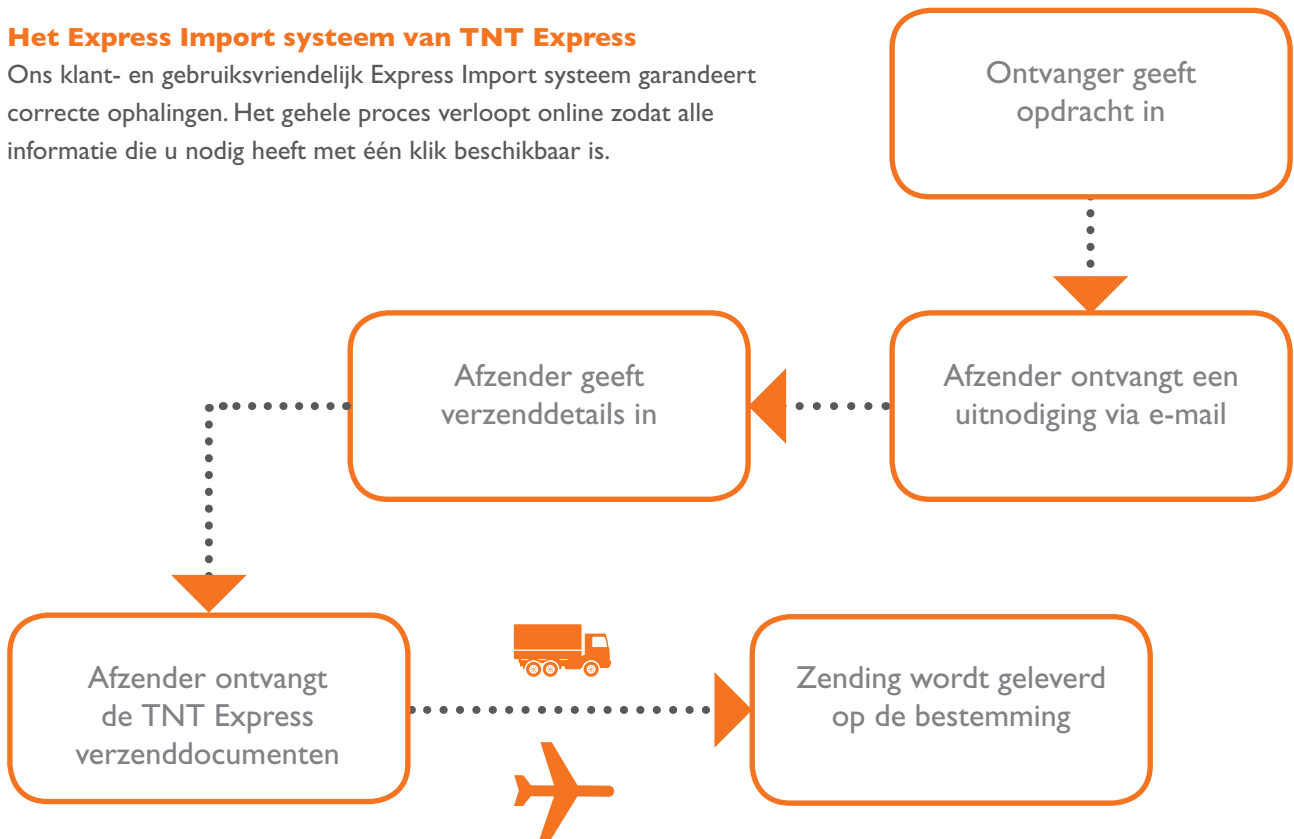 Het Express Import systeem van TNT Express
Ons klant- en gebruiksvriendelijk Express Import systeem garandeert
correcte ophalingen. Het gehele proces verloopt online zodat alle
informatie die u nodig heeft met één klik beschikbaar is.
Ontvanger geeft
opdracht in
Afzender ontvangt een
uitnodiging via e-mail
Afzender geeft
verzenddetails in
Afzender ontvangt
de TNT Express
verzenddocumenten
Zending wordt geleverd
op de bestemming